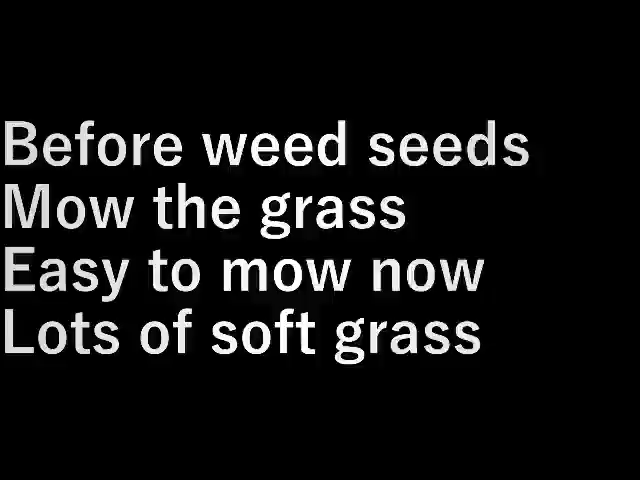 Before weed seeds
Mow the grass
Easy to mow now
Lots of soft grass